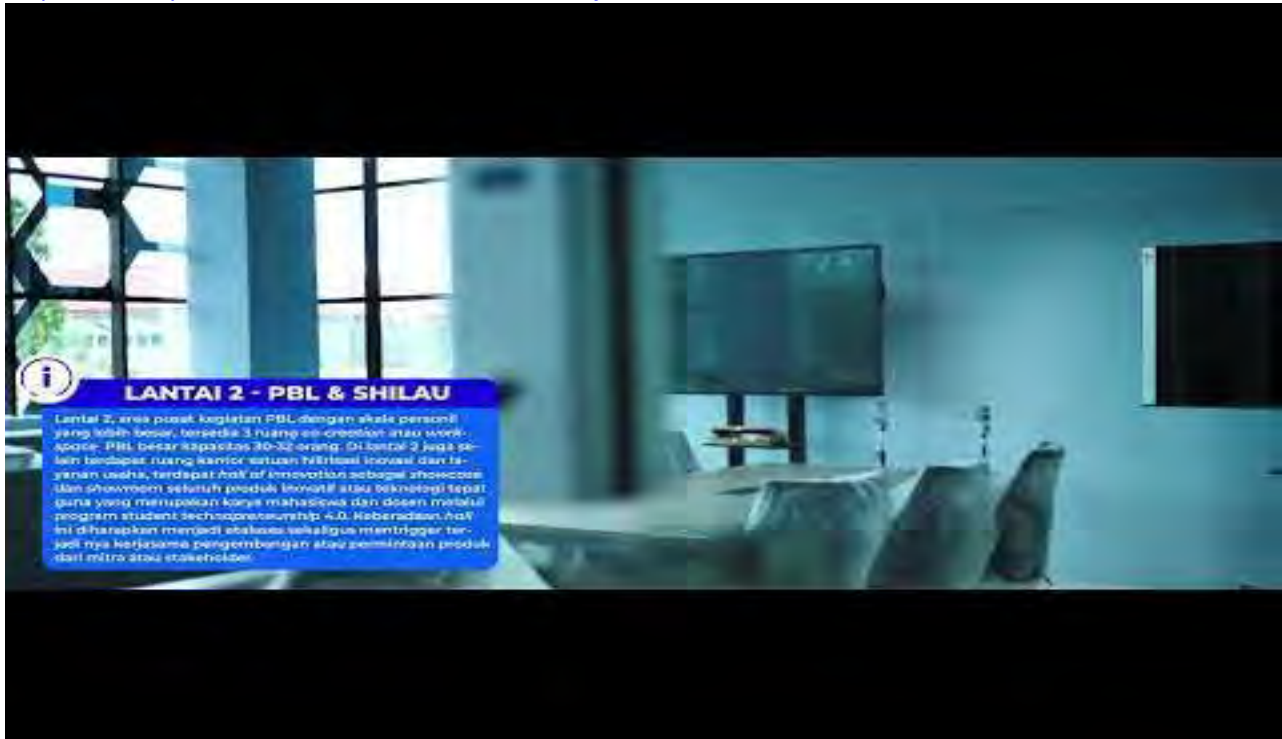 i
LANTAI 2 - PBL & SHILAU
Lantai 2, area pusat kegiatan PBL dengan skala personil
yang lebih besar, tersedia 3 ruang co-creation atau work-
space PBL besar kapasitas 30-32 orang. Di lantai 2 juga se-
lain terdapat ruang kantor satuan hilirisasi inovasi dan la-
yanan usaha, terdapat hall of innovation sebagai showcase
dan showroom seluruh produk inovatif atau teknologi tepat
guna yang merupakan karya mahasiswa dan dosen melalui
program student technopreneurship 4.0. Keberadaan hall
ini diharapkan menjadi etalase sekaligus mentrigger ter-
jadi nya kerjasama pengembangan atau permintaan produk
dari mitra atau stakeholder.